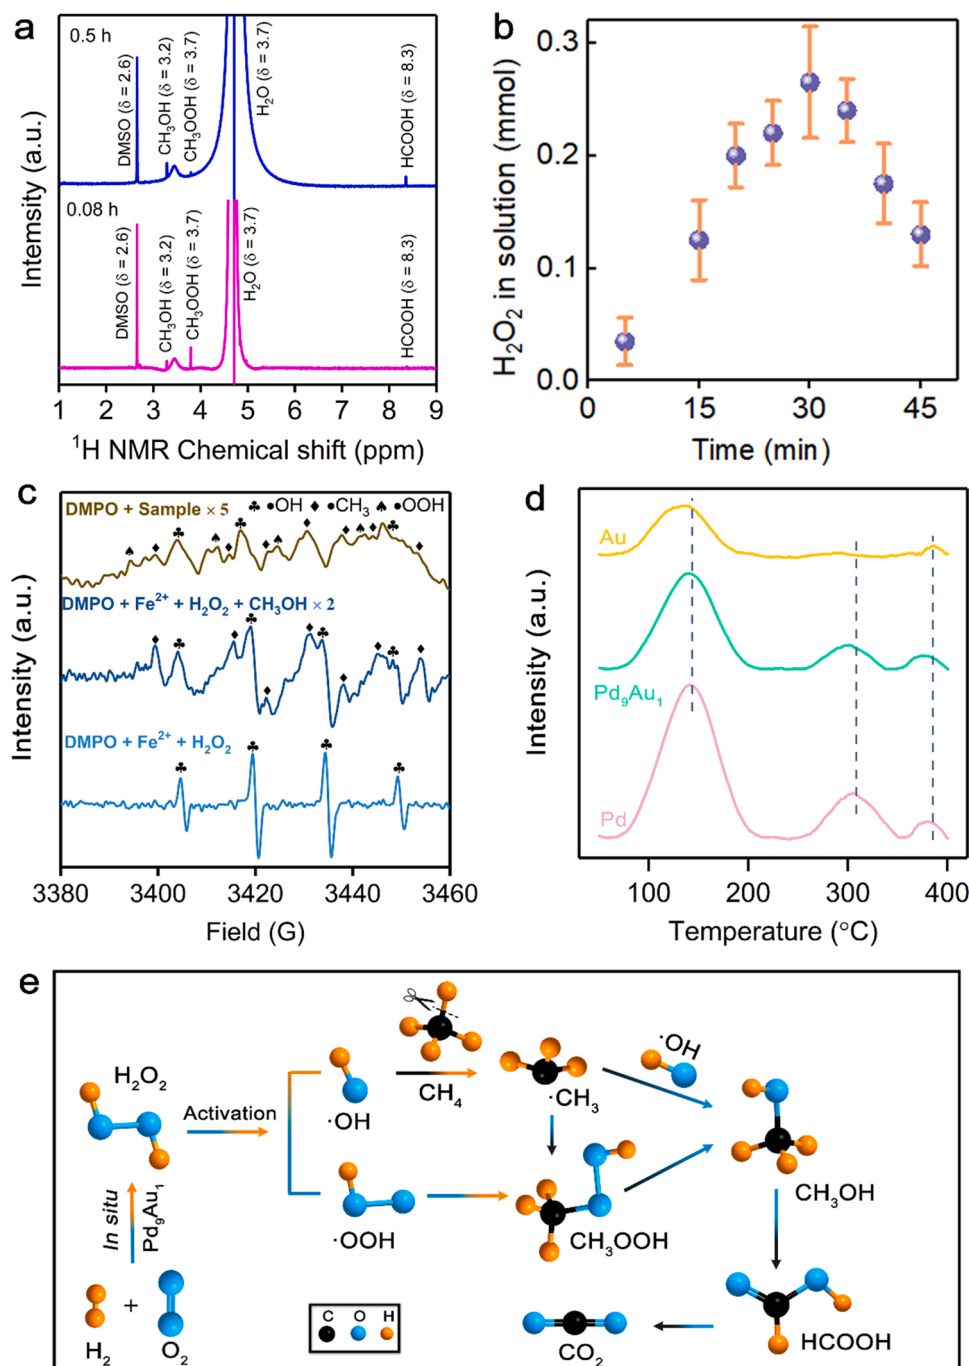 a
0.5 h
DMSO (δ = 2.6)
CH₃OH (δ = 3.2)
CH₃OOH (δ = 3.7)
H₂O (δ = 3.7)
HCOOH (δ = 8.3)
0.08 h
DMSO (δ = 2.6)
CH₃OH (δ = 3.2)
CH₃OOH (δ = 3.7)
H₂O (δ = 3.7)
HCOOH (δ = 8.3)
Intemsity (a.u.)
1 2 3 4 5 6 7 8 9
¹H NMR Chemical shift (ppm)
b
H₂O₂ in solution (mmol)
0.3
0.2
0.1
0.0
0 15 30 45
Time (min)
c
DMPO + Sample × 5 ♣ •OH ♦ •CH₃ ♠ •OOH
DMPO + Fe²⁺ + H₂O₂ + CH₃OH × 2
DMPO + Fe²⁺ + H₂O₂
Intensity (a.u.)
3380 3400 3420 3440 3460
Field (G)
d
Au
Pd₉Au₁
Pd
Intensity (a.u.)
100 200 300 400
Temperature (°C)
e
H₂O₂
Activation
·OH
CH₄
·CH₃
·OH
CH₃OH
·OOH
CH₃OOH
In situ
Pd₉Au₁
H₂ + O₂
C O H
CO₂
HCOOH